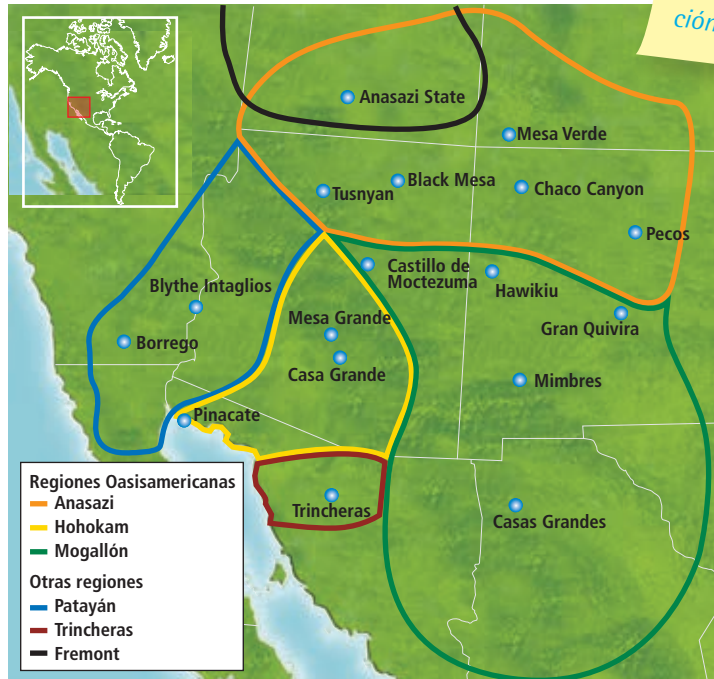 ción
Anasazi State
Mesa Verde
Black Mesa
Tusnyan
Chaco Canyon
Pecos
Castillo de
Moctezuma
Hawikiu
Blythe Intaglios
Mesa Grande
Gran Quivira
Borrego
Casa Grande
Mimbres
Pinacate
Trincheras
Casas Grandes
Regiones Oasisamericanas
Anasazi
Hohokam
Mogallón
Otras regiones
Patayán
Trincheras
Fremont